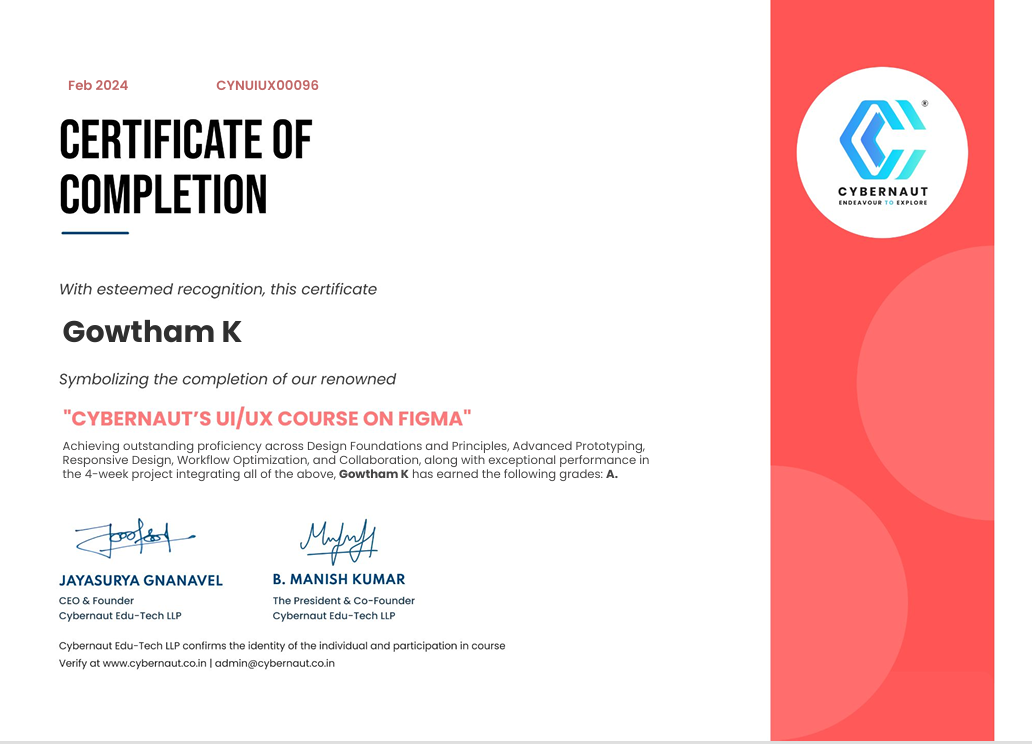 Feb 2024 CYNUIUX00096
CERTIFICATE OF
COMPLETION
With esteemed recognition, this certificate
Gowtham K
Symbolizing the completion of our renowned
"CYBERNAUT’S UI/UX COURSE ON FIGMA"
Achieving outstanding proficiency across Design Foundations and Principles, Advanced Prototyping,
Responsive Design, Workflow Optimization, and Collaboration, along with exceptional performance in
the 4-week project integrating all of the above, Gowtham K has earned the following grades: A.
JAYASURYA GNANAVEL
CEO & Founder
Cybernaut Edu-Tech LLP
B. MANISH KUMAR
The President & Co-Founder
Cybernaut Edu-Tech LLP
Cybernaut Edu-Tech LLP confirms the identity of the individual and participation in course
Verify at www.cybernaut.co.in | admin@cybernaut.co.in
®
CYBERNAUT
ENDEAVOUR TO EXPLORE